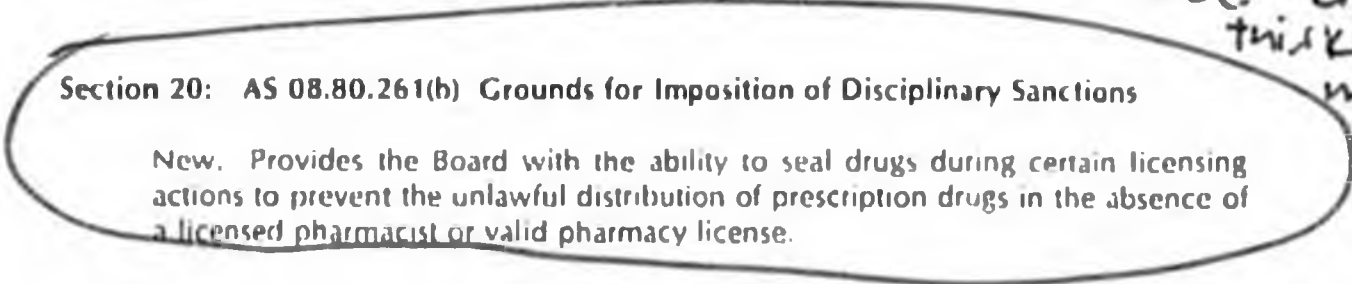 this
Section 20: AS 08.80.261(b) Grounds for Imposition of Disciplinary Sanctions
New. Provides the Board with the ability to seal drugs during certain licensing
actions to prevent the unlawful distribution of prescription drugs in the absence of
a licensed pharmacist or valid pharmacy license.